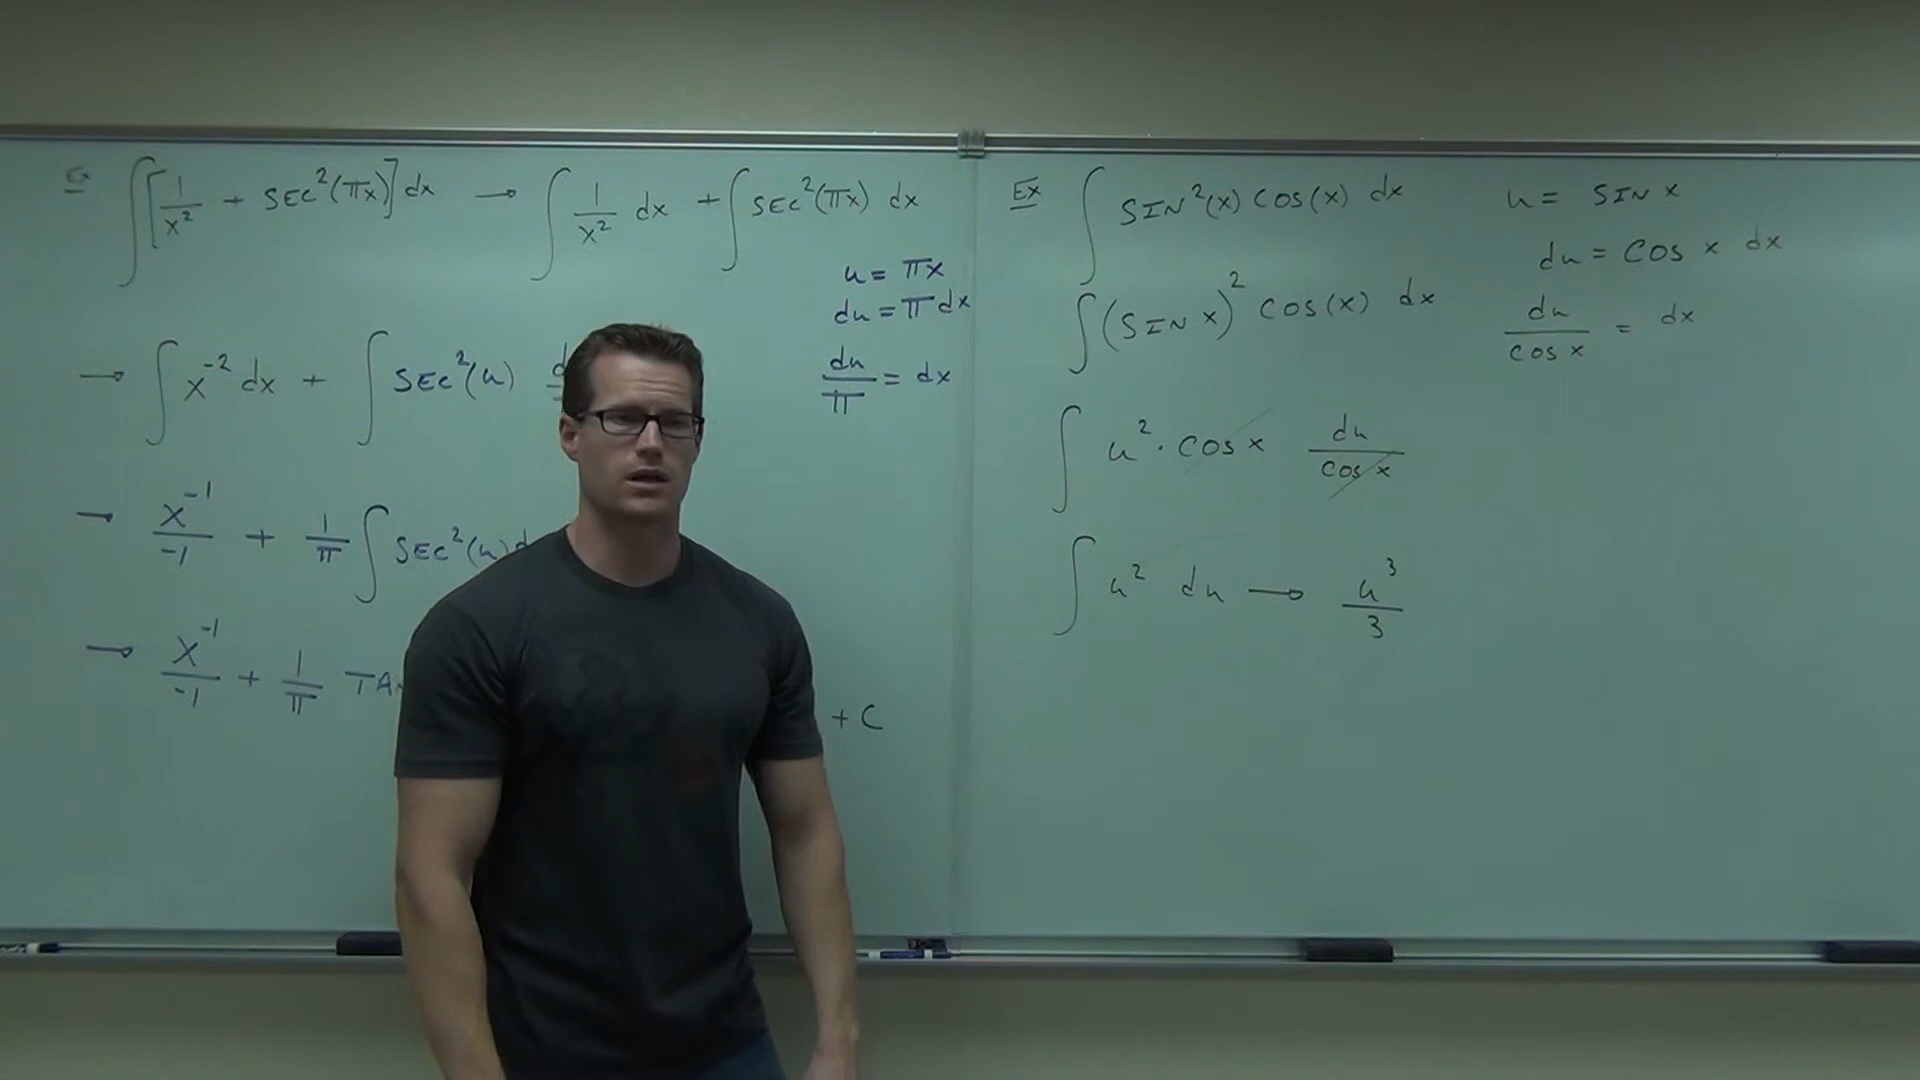 Ex ∫[1/x² + SEC²(πx)]dx → ∫ 1/x² dx + ∫ SEC²(πx) dx
u = πx
du = π dx
du/π = dx
→ ∫ x⁻² dx + ∫ SEC²(u)
→ x⁻¹/-1 + 1/π ∫ SEC²(u)
→ x⁻¹/-1 + 1/π + C
Ex ∫ SIN²(x) COS(x) dx
∫ (SIN x)² COS(x) dx
∫ u² · COS x du/COS x
∫ u² du → u³/3
u = SIN x
du = COS x dx
du/COS x = dx